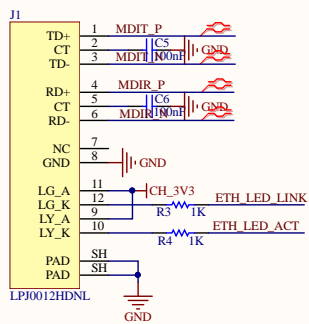 J1
TD+ 1 MDIT_P
CT 2 C5 GND
TD- 3 MDIT_N 100nF
RD+ 4 MDIR_P
CT 5 C6 GND
RD- 6 MDIR_N 100nF
NC 7
GND 8 GND
LG_A 11 CH_3V3
LG_K 12 R3 1K ETH_LED_LINK
LY_A 9
LY_K 10 R4 1K ETH_LED_ACT
PAD SH
PAD SH
LPJ0012HDNL
GND